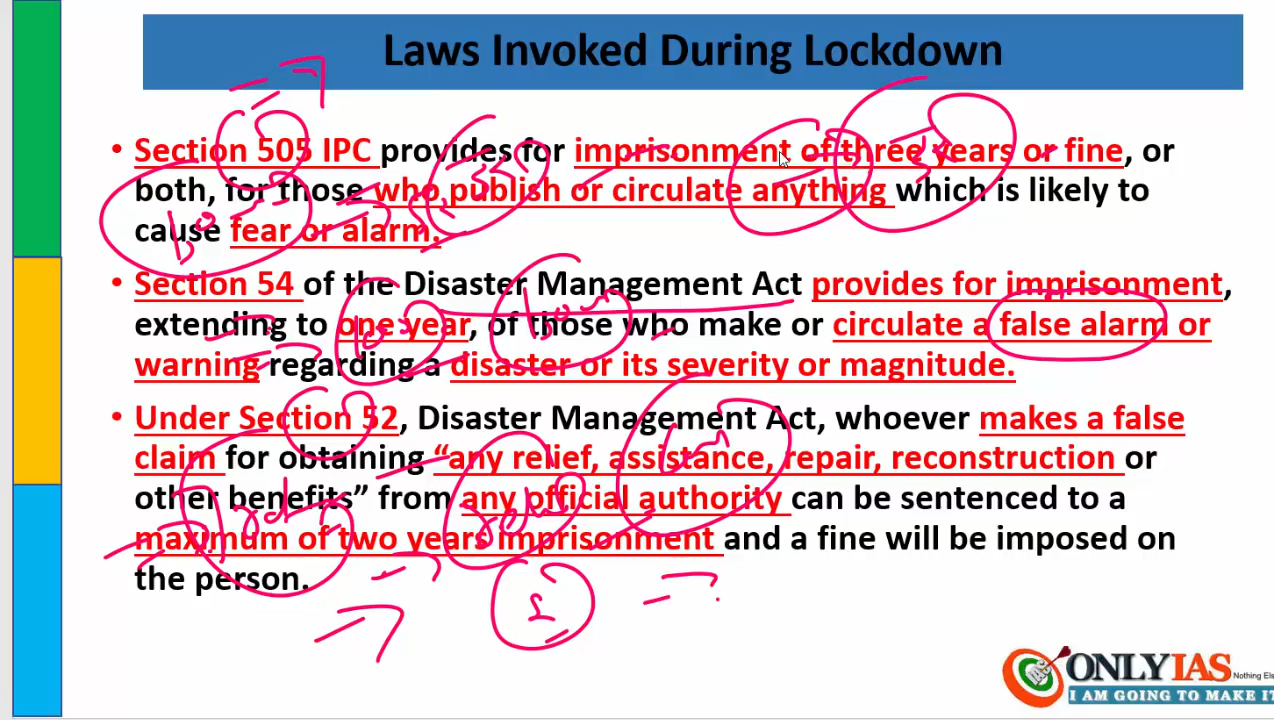 Laws Invoked During Lockdown
• Section 505 IPC provides for imprisonment of three years or fine, or
both, for those who publish or circulate anything which is likely to
cause fear or alarm.
• Section 54 of the Disaster Management Act provides for imprisonment,
extending to one year, of those who make or circulate a false alarm or
warning regarding a disaster or its severity or magnitude.
• Under Section 52, Disaster Management Act, whoever makes a false
claim for obtaining “any relief, assistance, repair, reconstruction or
other benefits” from any official authority can be sentenced to a
maximum of two years imprisonment and a fine will be imposed on
the person.
ONLYIAS Nothing Else
I AM GOING TO MAKE IT